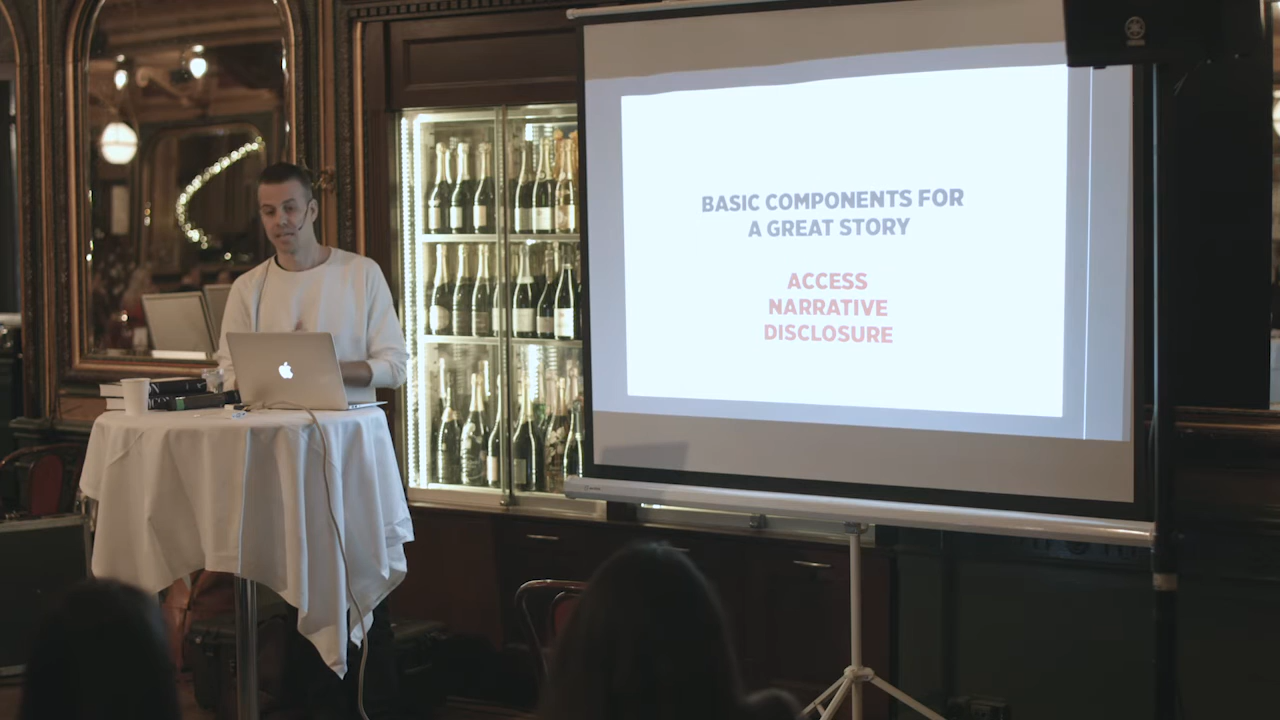 BASIC COMPONENTS FOR
A GREAT STORY
ACCESS
NARRATIVE
DISCLOSURE